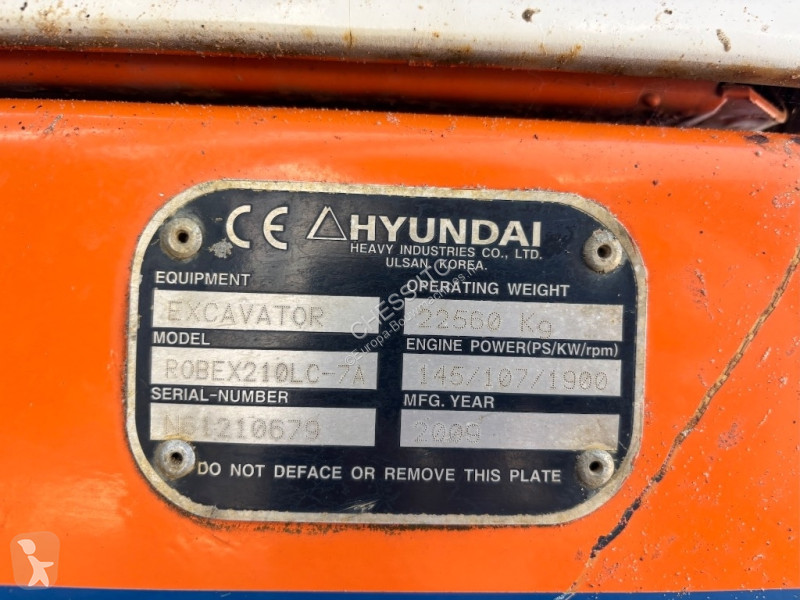 CE HYUNDAI
HEAVY INDUSTRIES CO., LTD.
ULSAN, KOREA.
EQUIPMENT
EXCAVATOR
OPERATING WEIGHT
22560 Kg
MODEL
ROBEX210LC-7A
ENGINE POWER(PS/KW/rpm)
145/107/1900
SERIAL-NUMBER
N61210679
MFG. YEAR
2009
DO NOT DEFACE OR REMOVE THIS PLATE